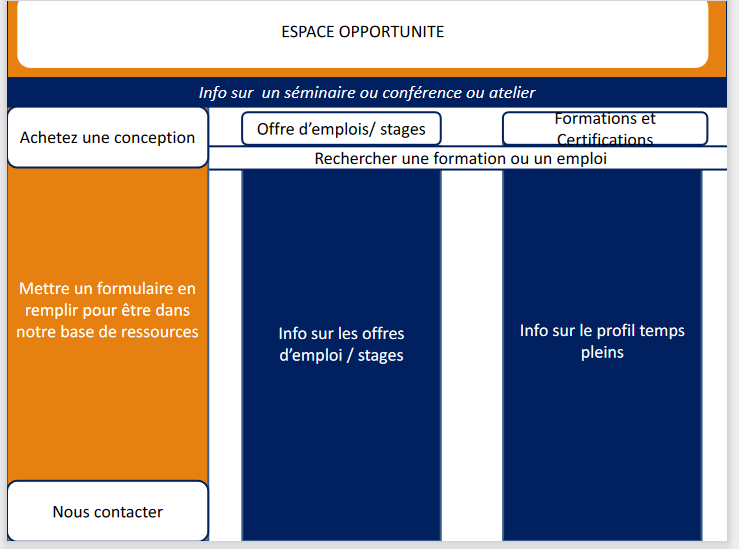 ESPACE OPPORTUNITE
Info sur un séminaire ou conférence ou atelier
Achetez une conception
Offre d’emplois/ stages
Formations et
Certifications
Rechercher une formation ou un emploi
Mettre un formulaire en
remplir pour être dans
notre base de ressources
Info sur les offres
d’emploi / stages
Info sur le profil temps
pleins
Nous contacter